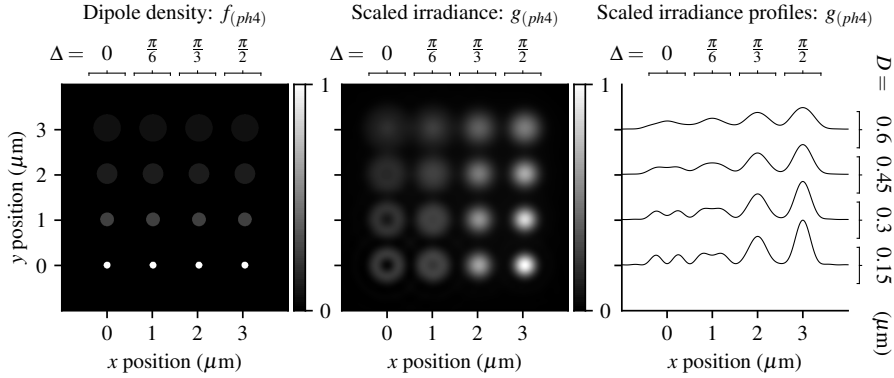 Dipole density: f(ph4)
Δ = 0 π/6 π/3 π/2
3
2
1
0
y position (μm)
0 1 2 3
x position (μm)
1
0
Scaled irradiance: g(ph4)
Δ = 0 π/6 π/3 π/2
0 1 2 3
x position (μm)
1
0
Scaled irradiance profiles: g(ph4)
Δ = 0 π/6 π/3 π/2
0 1 2 3
x position (μm)
D = 0.6 0.45 0.3 0.15 (μm)